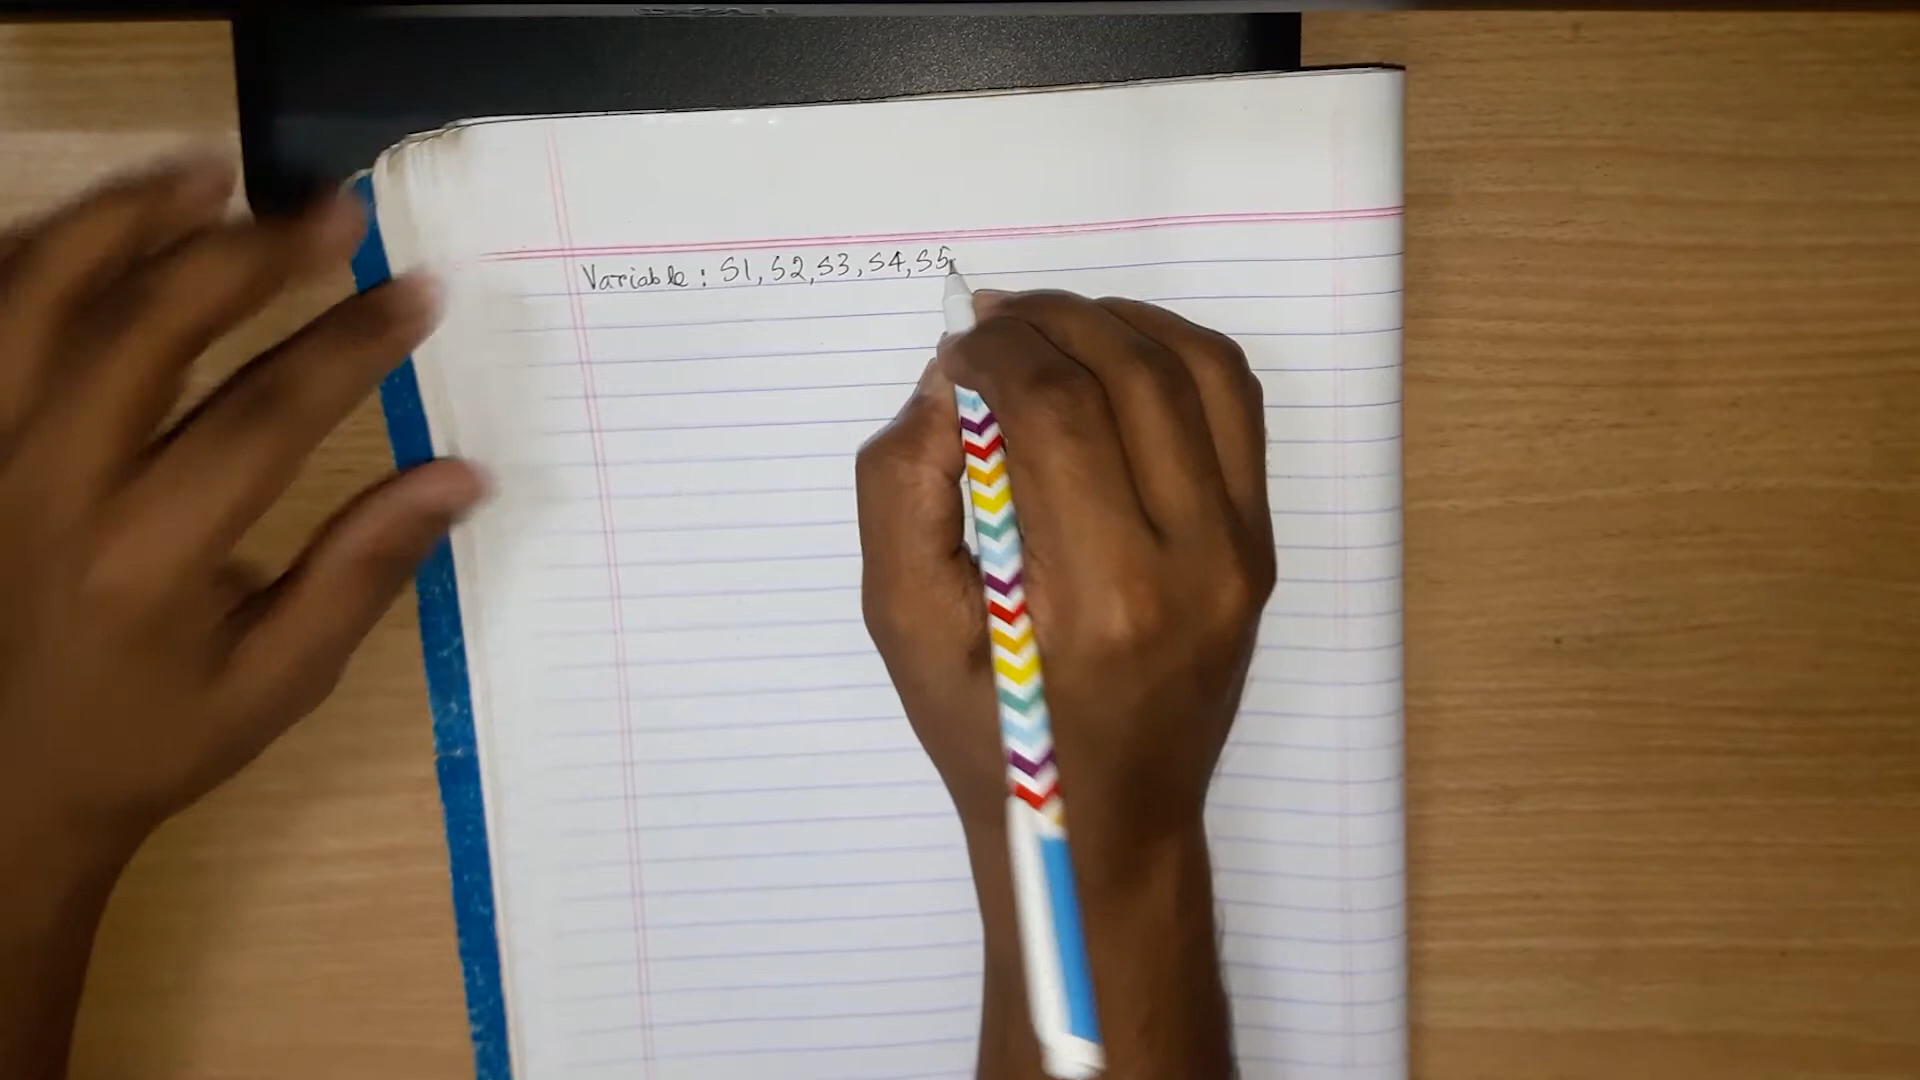 Variable : S1, S2, S3, S4, S5